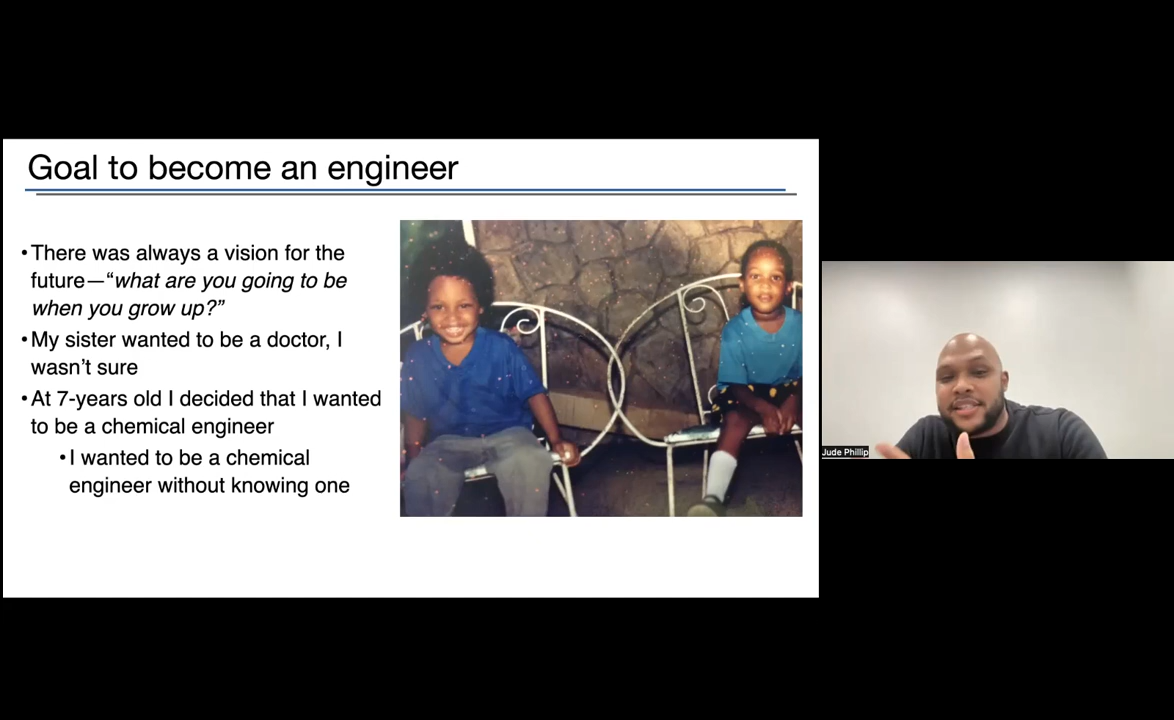 Goal to become an engineer
•There was always a vision for the
future—“what are you going to be
when you grow up?”
•My sister wanted to be a doctor, I
wasn’t sure
•At 7-years old I decided that I wanted
to be a chemical engineer
•I wanted to be a chemical
engineer without knowing one
Jude Phillip